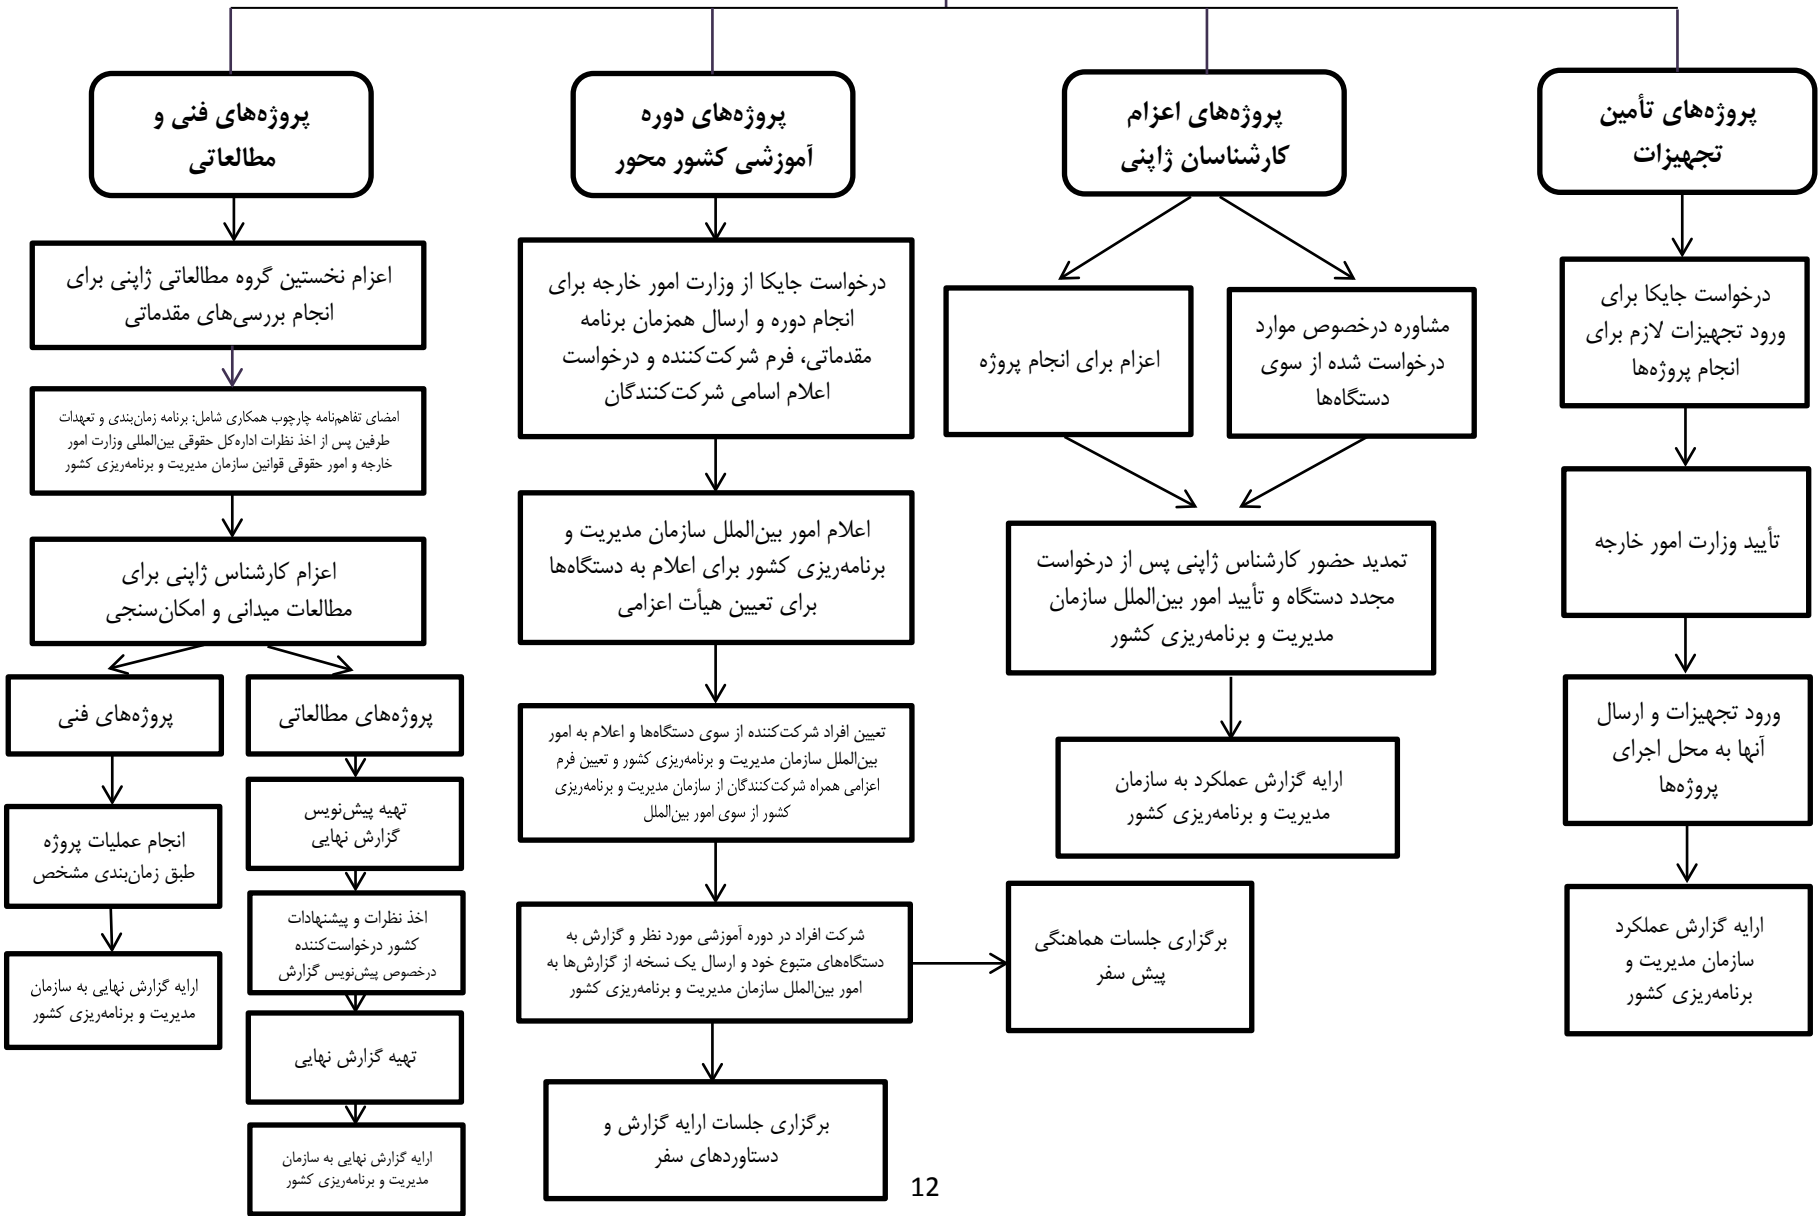 پروژه‌های تأمین
تجهیزات
درخواست جایکا برای
ورود تجهیزات لازم برای
انجام پروژه‌ها
تأیید وزارت امور خارجه
ورود تجهیزات و ارسال
آنها به محل اجرای
پروژه‌ها
ارایه گزارش عملکرد
سازمان مدیریت و
برنامه‌ریزی کشور
پروژه‌های اعزام
کارشناسان ژاپنی
مشاوره درخصوص موارد
درخواست شده از سوی
دستگاه‌ها
اعزام برای انجام پروژه
تمدید حضور کارشناس ژاپنی پس از درخواست
مجدد دستگاه و تأیید امور بین‌الملل سازمان
مدیریت و برنامه‌ریزی کشور
ارایه گزارش عملکرد به سازمان
مدیریت و برنامه‌ریزی کشور
پروژه‌های دوره
آموزشی کشور محور
درخواست جایکا از وزارت امور خارجه برای
انجام دوره و ارسال همزمان برنامه
مقدماتی، فرم شرکت‌کننده و درخواست
اعلام اسامی شرکت‌کنندگان
اعلام امور بین‌الملل سازمان مدیریت و
برنامه‌ریزی کشور برای اعلام به دستگاه‌ها
برای تعیین هیأت اعزامی
تعیین افراد شرکت‌کننده از سوی دستگاه‌ها و اعلام به امور
بین‌الملل سازمان مدیریت و برنامه‌ریزی کشور و تعیین فرم
اعزامی همراه شرکت‌کنندگان از سازمان مدیریت و برنامه‌ریزی
کشور از سوی امور بین‌الملل
شرکت افراد در دوره آموزشی مورد نظر و گزارش به
دستگاه‌های متبوع خود و ارسال یک نسخه از گزارش‌ها به
امور بین‌الملل سازمان مدیریت و برنامه‌ریزی کشور
برگزاری جلسات هماهنگی
پیش سفر
برگزاری جلسات ارایه گزارش و
دستاوردهای سفر
پروژه‌های فنی و
مطالعاتی
اعزام نخستین گروه مطالعاتی ژاپنی برای
انجام بررسی‌های مقدماتی
امضای تفاهم‌نامه چارچوب همکاری شامل: برنامه زمان‌بندی و تعهدات
طرفین پس از اخذ نظرات اداره‌کل حقوقی بین‌المللی وزارت امور
خارجه و امور حقوقی قوانین سازمان مدیریت و برنامه‌ریزی کشور
اعزام کارشناس ژاپنی برای
مطالعات میدانی و امکان‌سنجی
پروژه‌های مطالعاتی
تهیه پیش‌نویس
گزارش نهایی
اخذ نظرات و پیشنهادات
کشور درخواست‌کننده
درخصوص پیش‌نویس گزارش
تهیه گزارش نهایی
ارایه گزارش نهایی به سازمان
مدیریت و برنامه‌ریزی کشور
پروژه‌های فنی
انجام عملیات پروژه
طبق زمان‌بندی مشخص
ارایه گزارش نهایی به سازمان
مدیریت و برنامه‌ریزی کشور
12